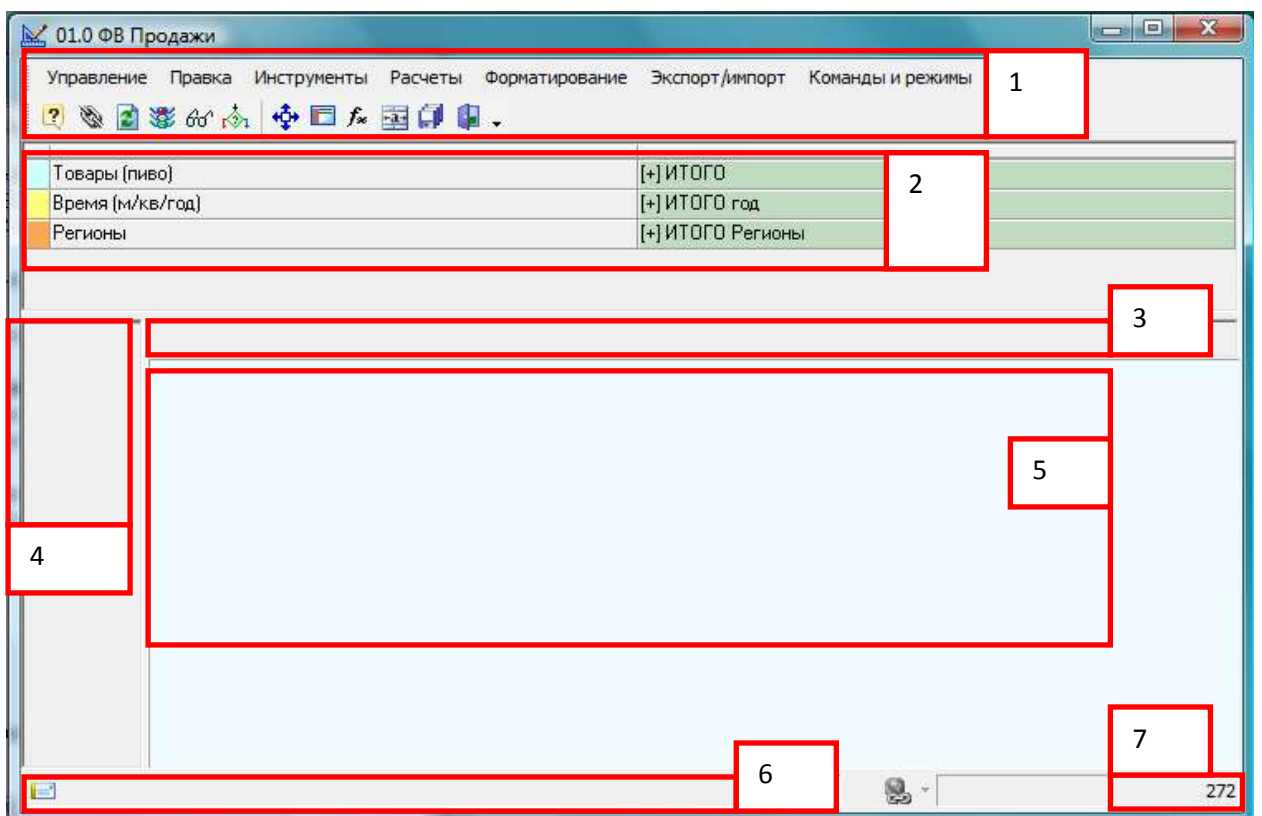 01.0 ФВ Продажи
Управление Правка Инструменты Расчеты Форматирование Экспорт/импорт Команды и режимы 1
Товары (пиво) [+] ИТОГО 2
Время (м/кв/год) [+] ИТОГО год
Регионы [+] ИТОГО Регионы
3
5
4
7
6
272